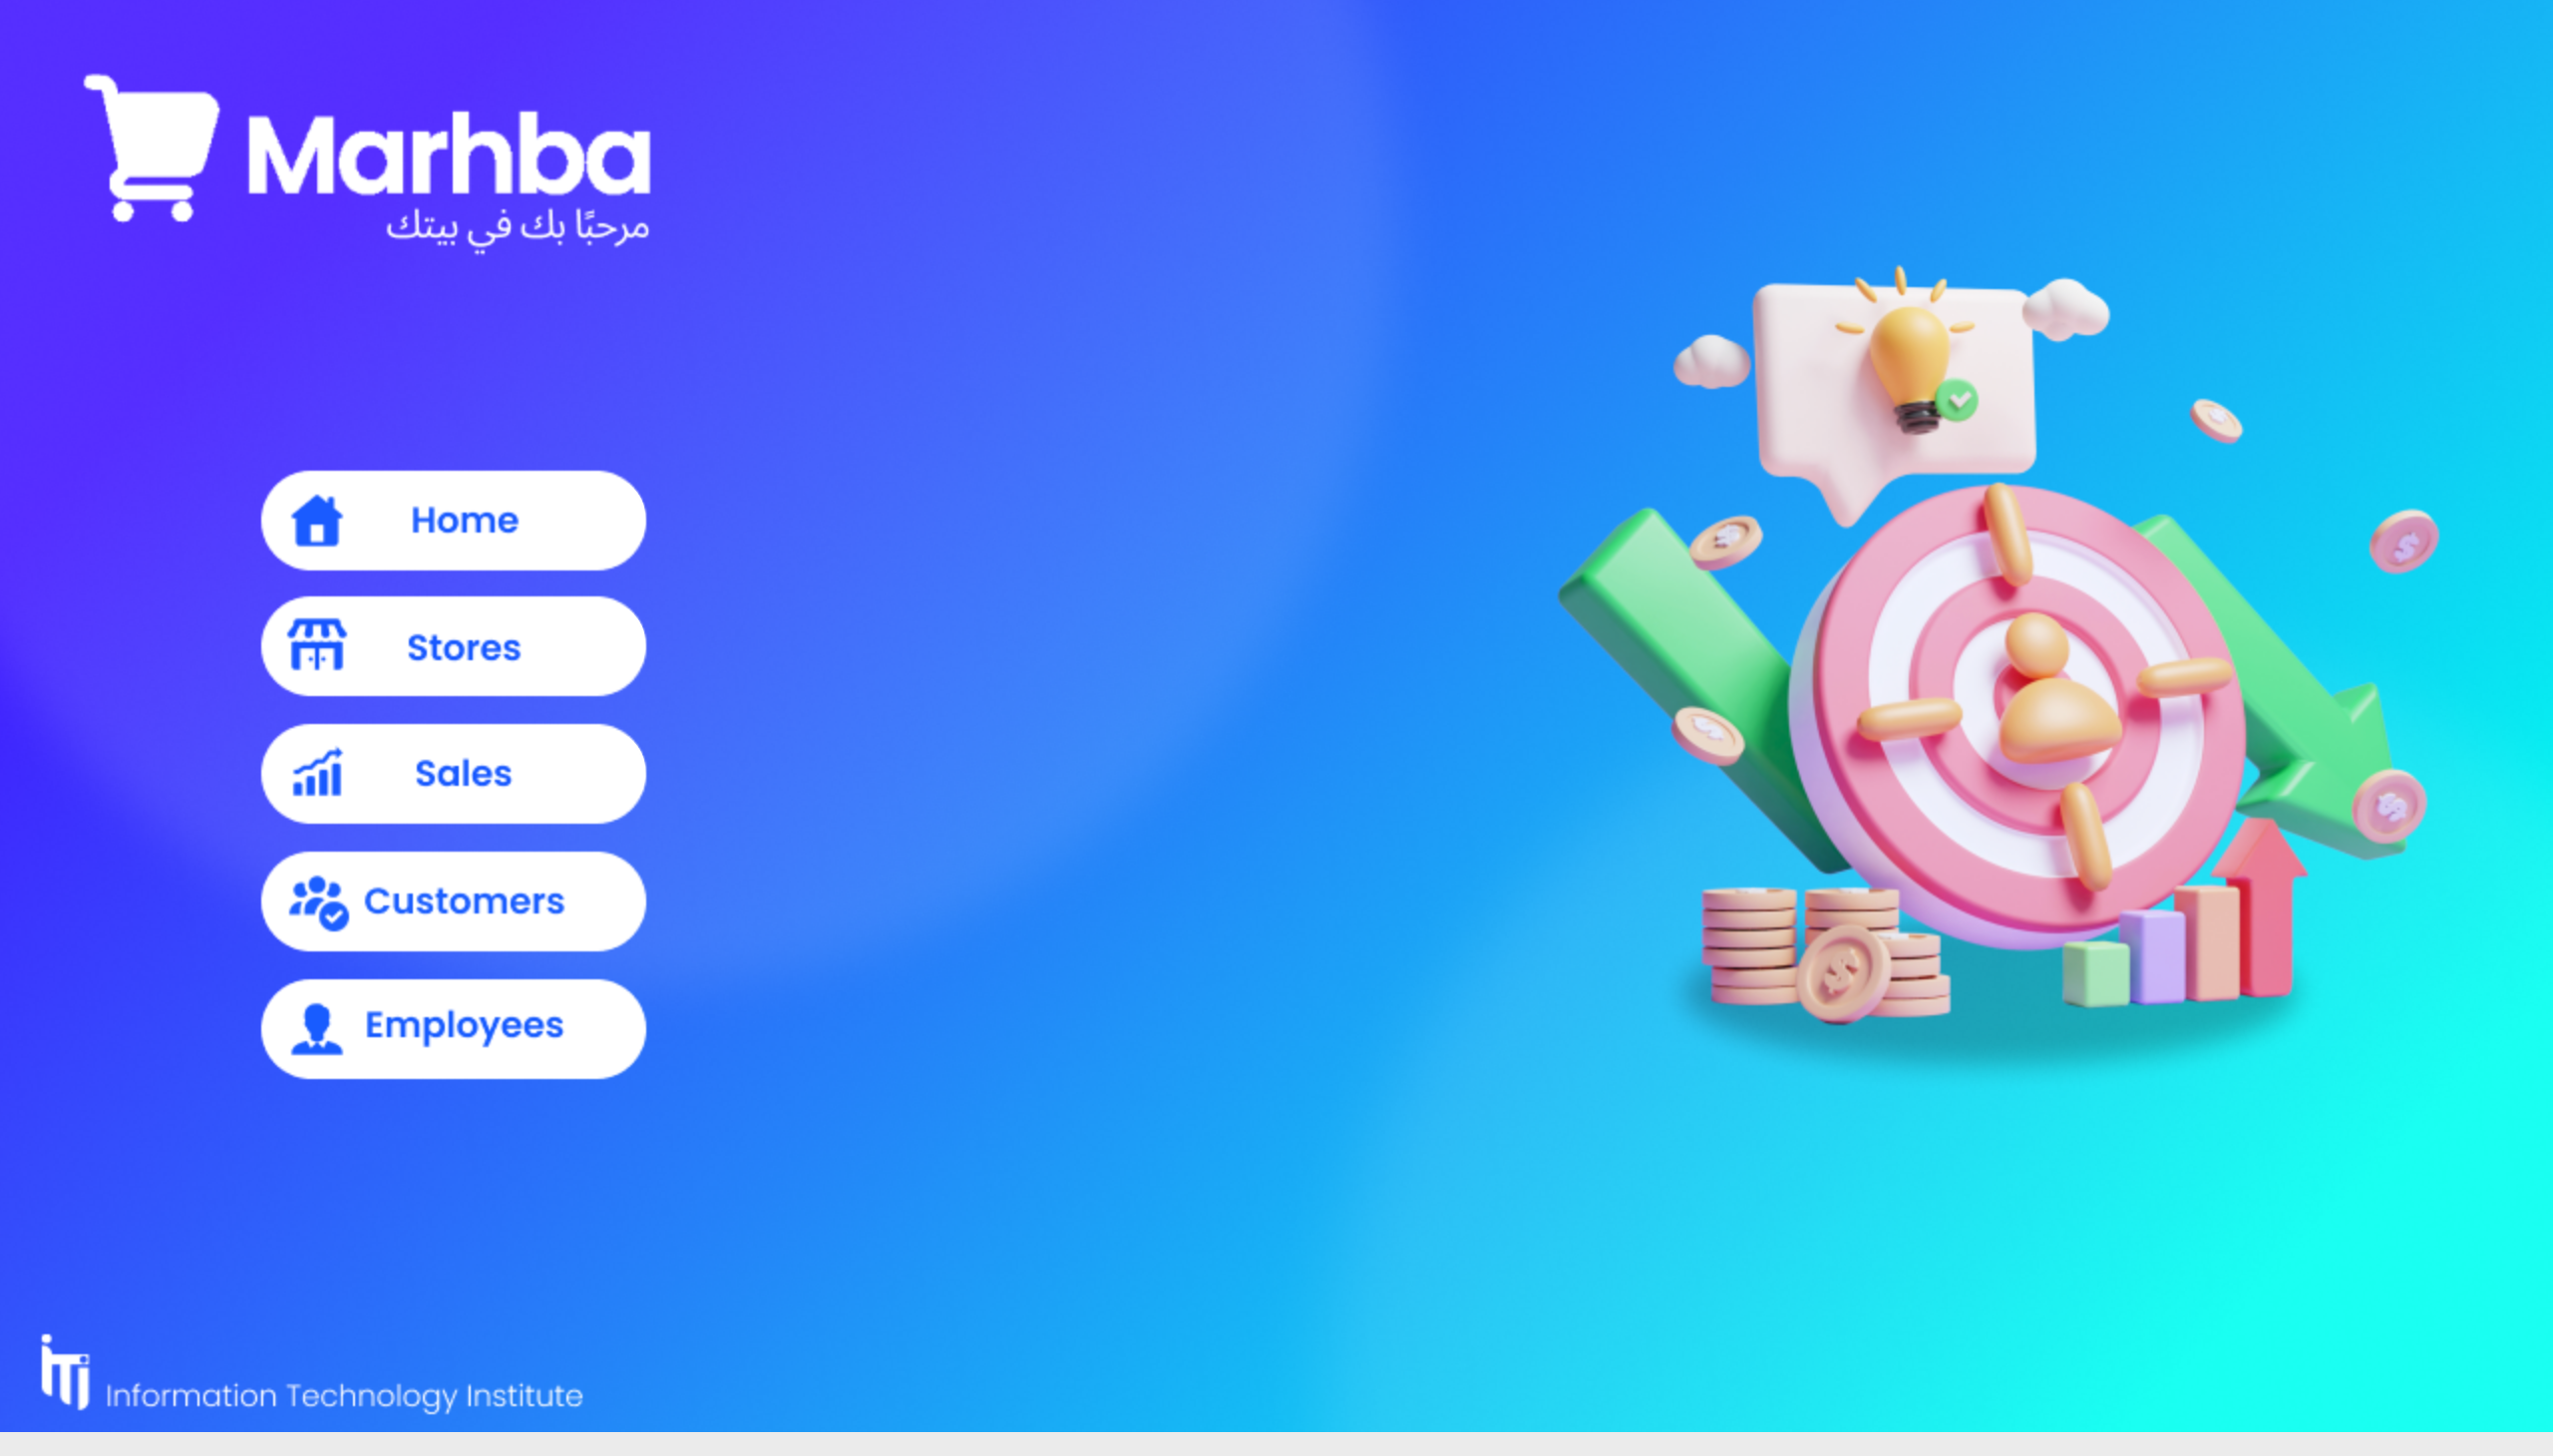 Marhba
مرحبًا بك في بيتك
Home
Stores
Sales
Customers
Employees
iTi Information Technology Institute